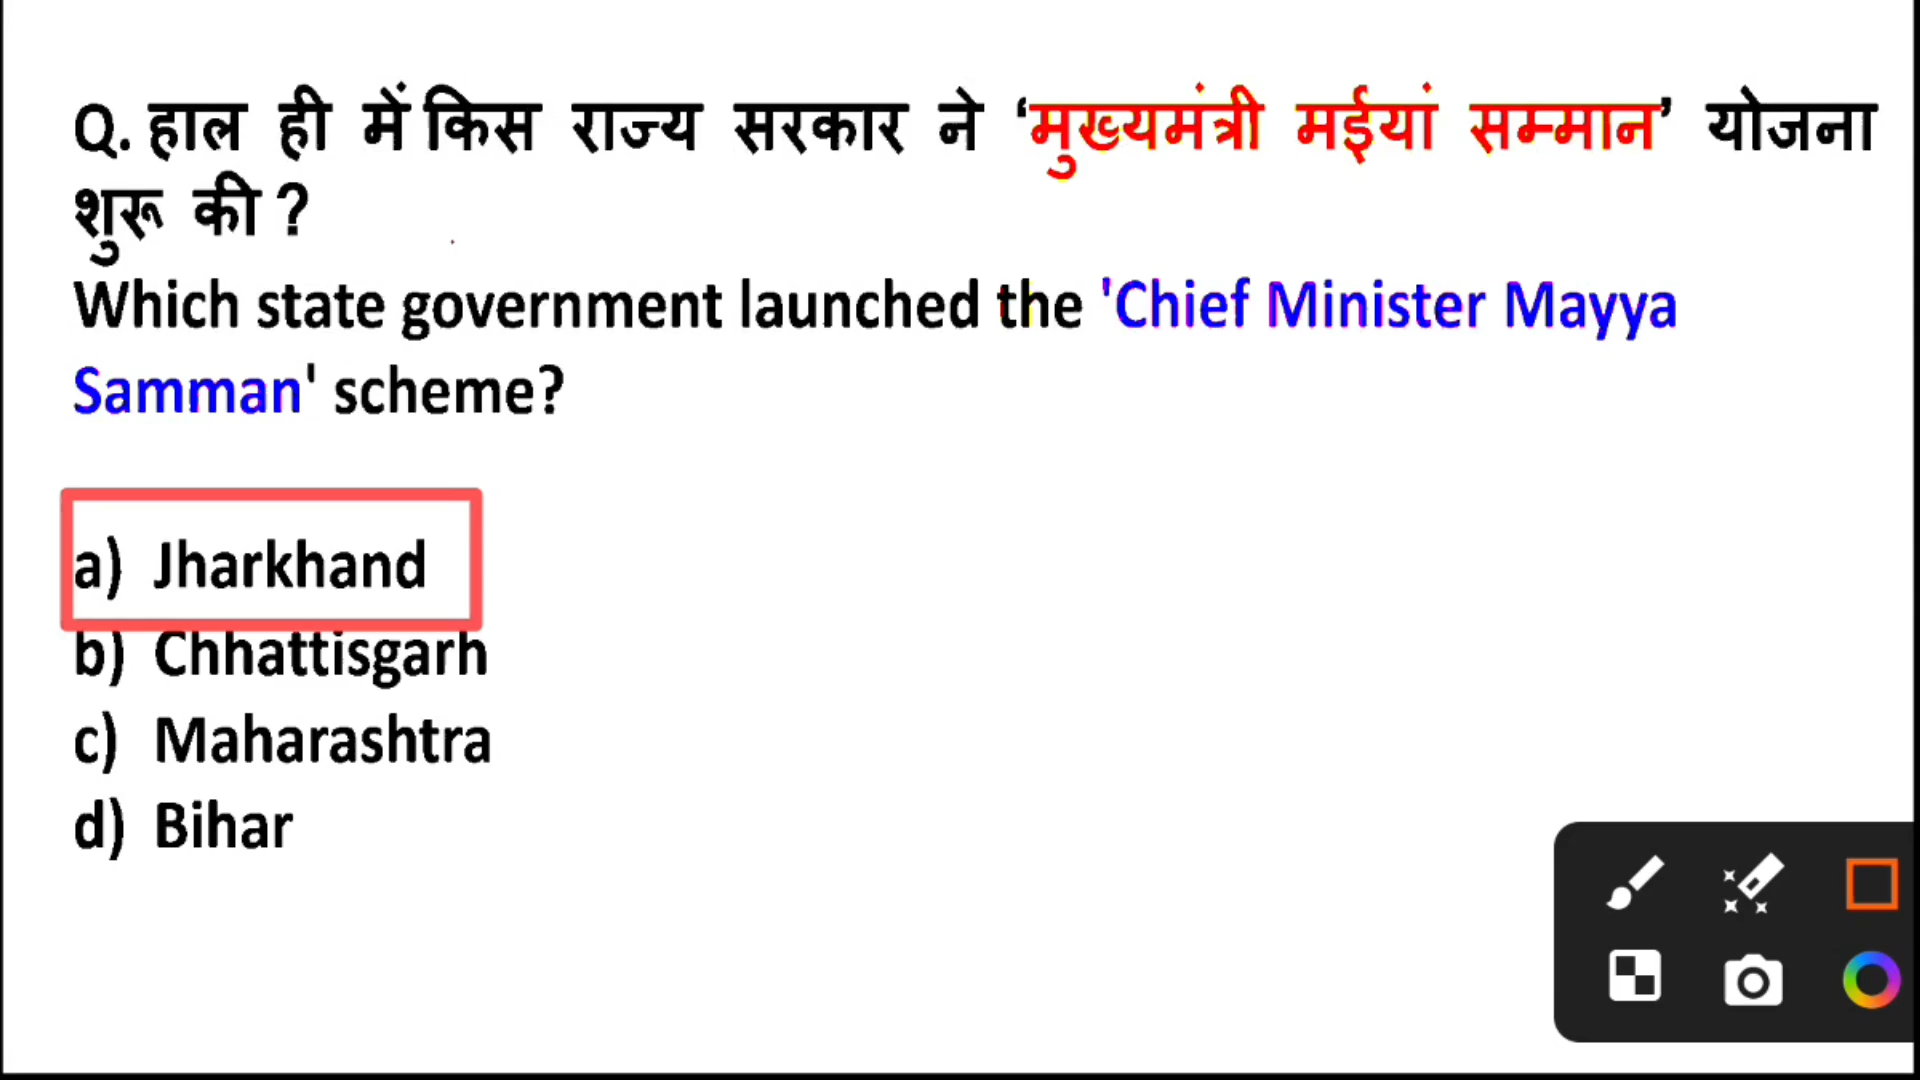 Q. हाल ही में किस राज्य सरकार ने ‘मुख्यमंत्री मईयां सम्मान’ योजना
शुरू की ?
Which state government launched the 'Chief Minister Mayya
Samman' scheme?
a) Jharkhand
b) Chhattisgarh
c) Maharashtra
d) Bihar